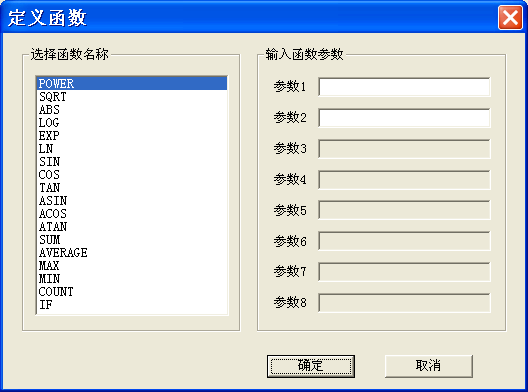 定义函数
选择函数名称
POWER
SQRT
ABS
LOG
EXP
LN
SIN
COS
TAN
ASIN
ACOS
ATAN
SUM
AVERAGE
MAX
MIN
COUNT
IF
输入函数参数
参数1
参数2
参数3
参数4
参数5
参数6
参数7
参数8
确定
取消